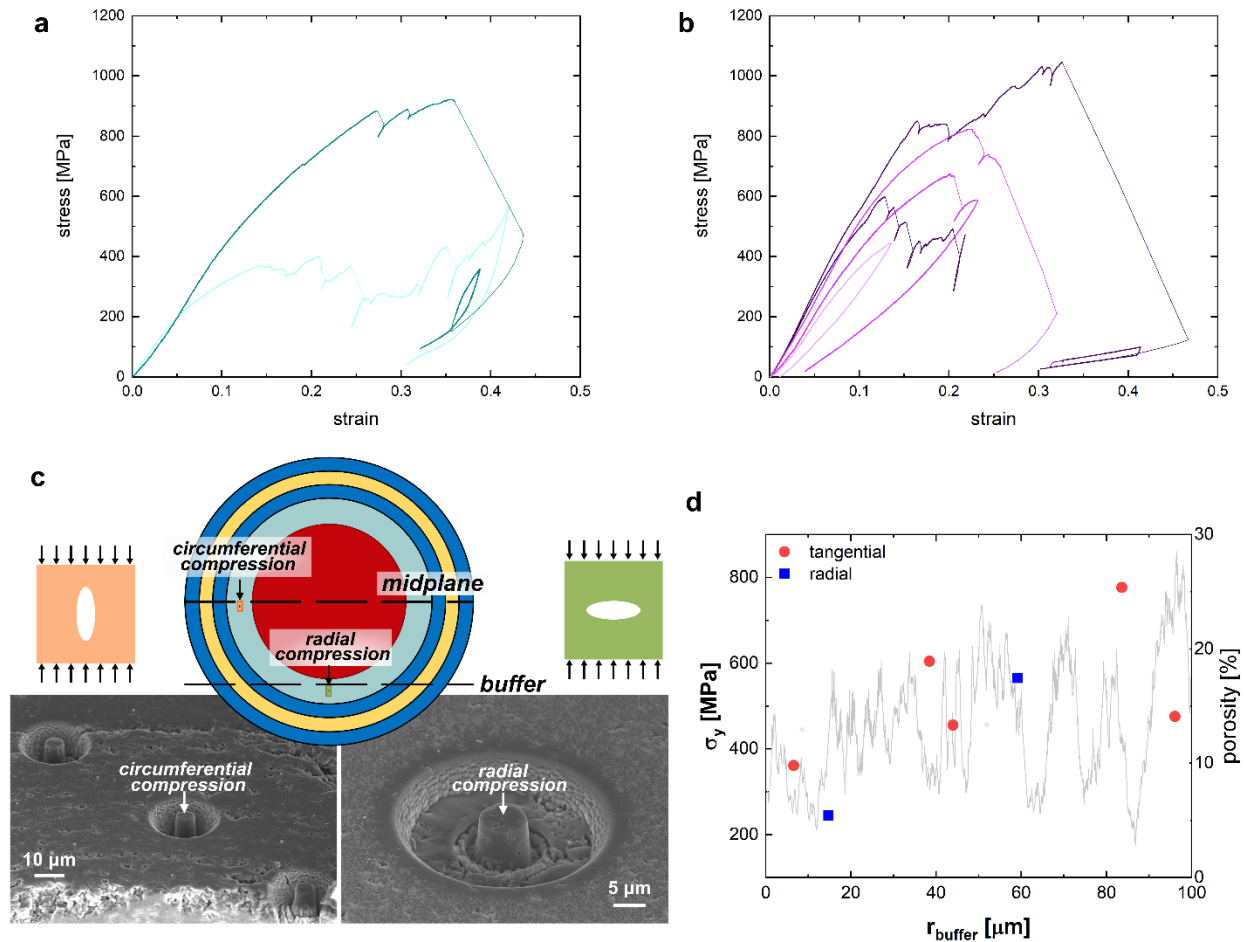 a
1200
1000
800
600
400
200
0
stress [MPa]
0.0 0.1 0.2 0.3 0.4 0.5
strain
b
1200
1000
800
600
400
200
0
stress [MPa]
0.0 0.1 0.2 0.3 0.4 0.5
strain
c
circumferential
compression
midplane
radial
compression
buffer
circumferential
compression
10 μm
radial
compression
5 μm
d
tangential
radial
800
600
400
200
σy [MPa]
30
20
10
0
porosity [%]
0 20 40 60 80 100
rbuffer [μm]